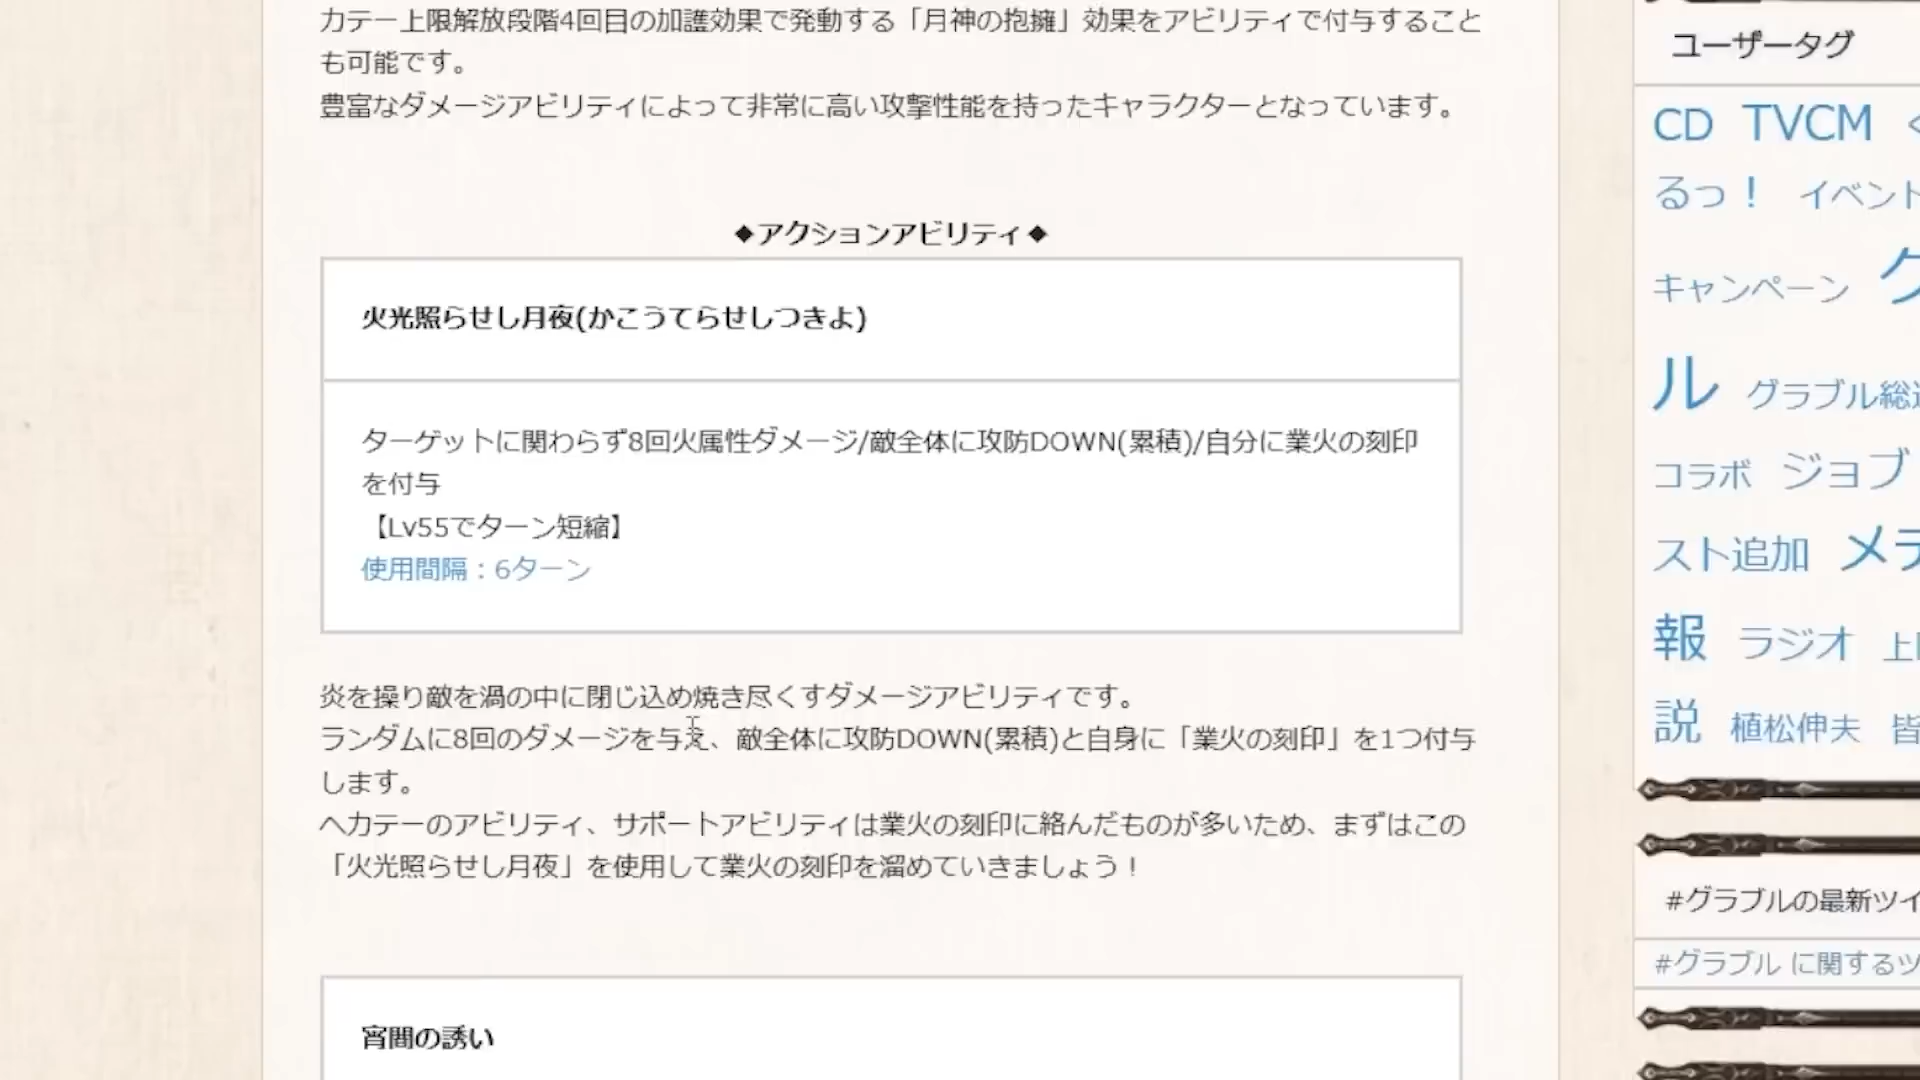 カテー上限解放段階4回目の加護効果で発動する「月神の抱擁」効果をアビリティで付与すること
も可能です。
豊富なダメージアビリティによって非常に高い攻撃性能を持ったキャラクターとなっています。
◆アクションアビリティ◆
火光照らせし月夜(かこうてらせしつきよ)
ターゲットに関わらず8回火属性ダメージ/敵全体に攻防DOWN(累積)/自分に業火の刻印
を付与
【Lv55でターン短縮】
使用間隔：6ターン
炎を操り敵を渦の中に閉じ込め焼き尽くすダメージアビリティです。
ランダムに8回のダメージを与え、敵全体に攻防DOWN(累積)と自身に「業火の刻印」を1つ付与
します。
ヘカテーのアビリティ、サポートアビリティは業火の刻印に絡んだものが多いため、まずはこの
「火光照らせし月夜」を使用して業火の刻印を溜めていきましょう！
宵闇の誘い
ユーザータグ
CD TVCM
るっ！ イベント
キャンペーン グ
ル グラブル総
コラボ ジョブ
スト追加 メデ
報 ラジオ 上
説 植松伸夫 皆
#グラブルの最新ツイ
#グラブル に関するツ